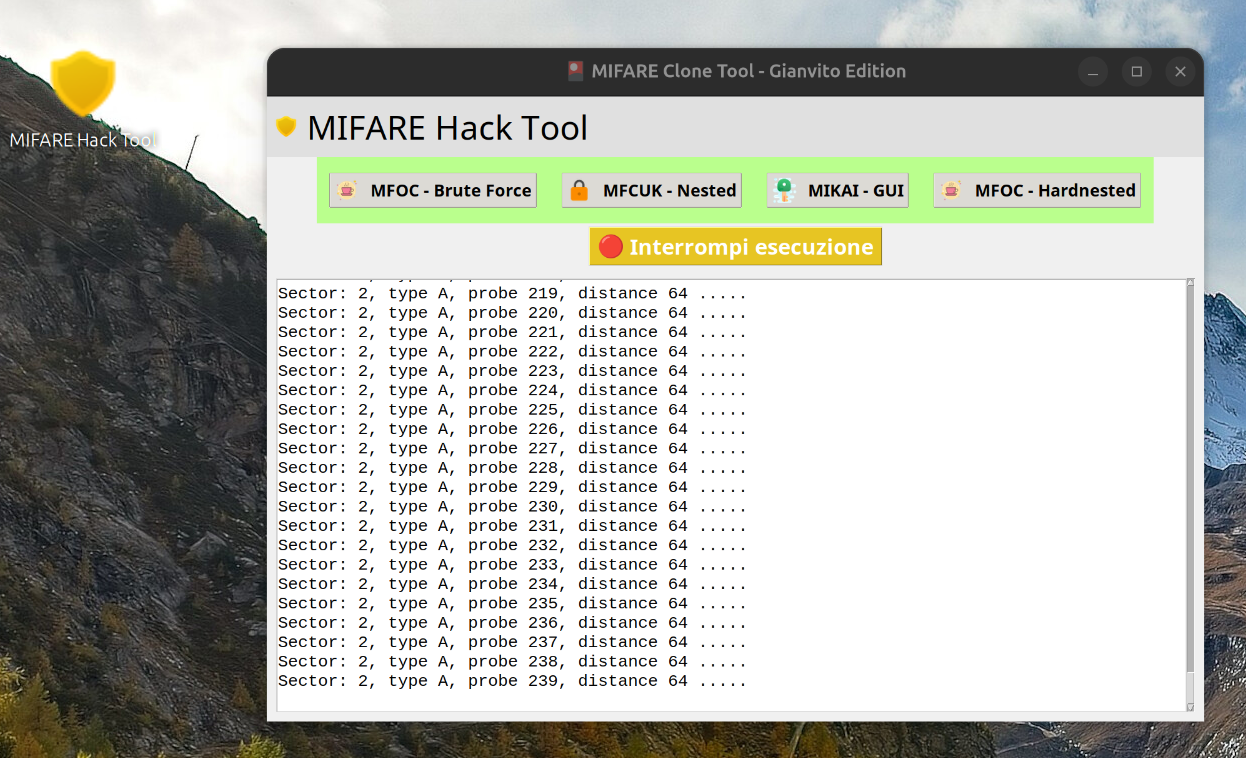 MIFARE Hack Tool
MIFARE Clone Tool - Gianvito Edition
MIFARE Hack Tool
MFOC - Brute Force
MFCUK - Nested
MIKAI - GUI
MFOC - Hardnested
Interrompi esecuzione
Sector: 2, type A, probe 219, distance 64 .....
Sector: 2, type A, probe 220, distance 64 .....
Sector: 2, type A, probe 221, distance 64 .....
Sector: 2, type A, probe 222, distance 64 .....
Sector: 2, type A, probe 223, distance 64 .....
Sector: 2, type A, probe 224, distance 64 .....
Sector: 2, type A, probe 225, distance 64 .....
Sector: 2, type A, probe 226, distance 64 .....
Sector: 2, type A, probe 227, distance 64 .....
Sector: 2, type A, probe 228, distance 64 .....
Sector: 2, type A, probe 229, distance 64 .....
Sector: 2, type A, probe 230, distance 64 .....
Sector: 2, type A, probe 231, distance 64 .....
Sector: 2, type A, probe 232, distance 64 .....
Sector: 2, type A, probe 233, distance 64 .....
Sector: 2, type A, probe 234, distance 64 .....
Sector: 2, type A, probe 235, distance 64 .....
Sector: 2, type A, probe 236, distance 64 .....
Sector: 2, type A, probe 237, distance 64 .....
Sector: 2, type A, probe 238, distance 64 .....
Sector: 2, type A, probe 239, distance 64 .....